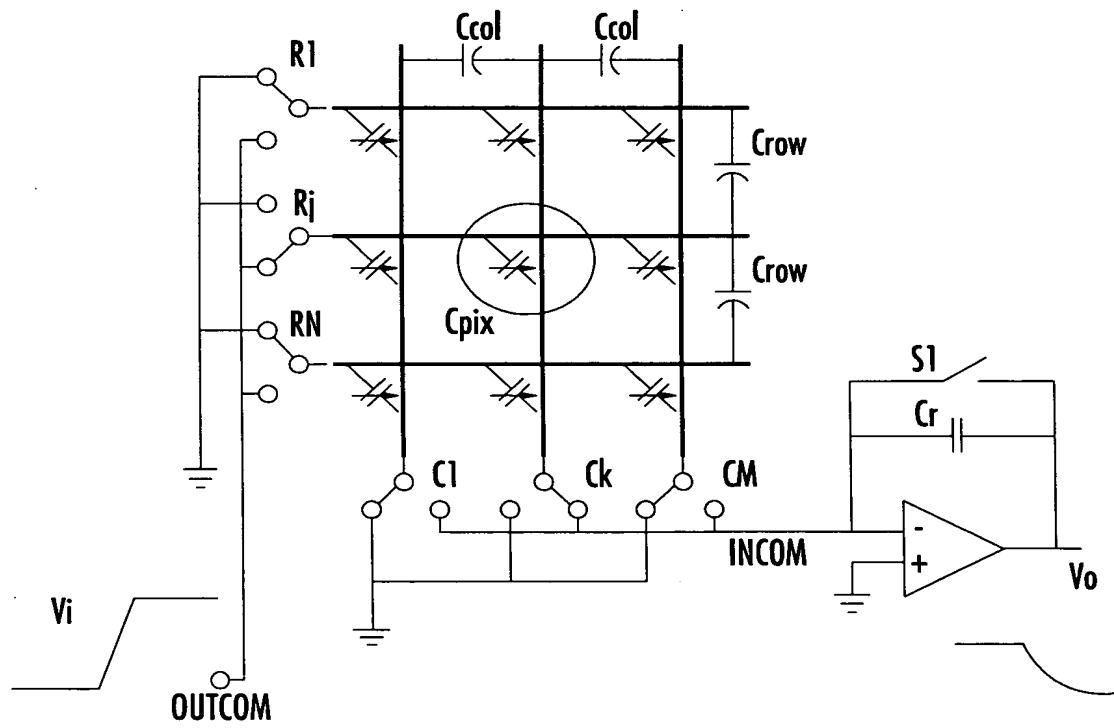 Ccol
Ccol
R1
Crow
Rj
Crow
Cpix
RN
S1
Cr
C1
Ck
CM
-
+
INCOM
Vo
Vi
OUTCOM